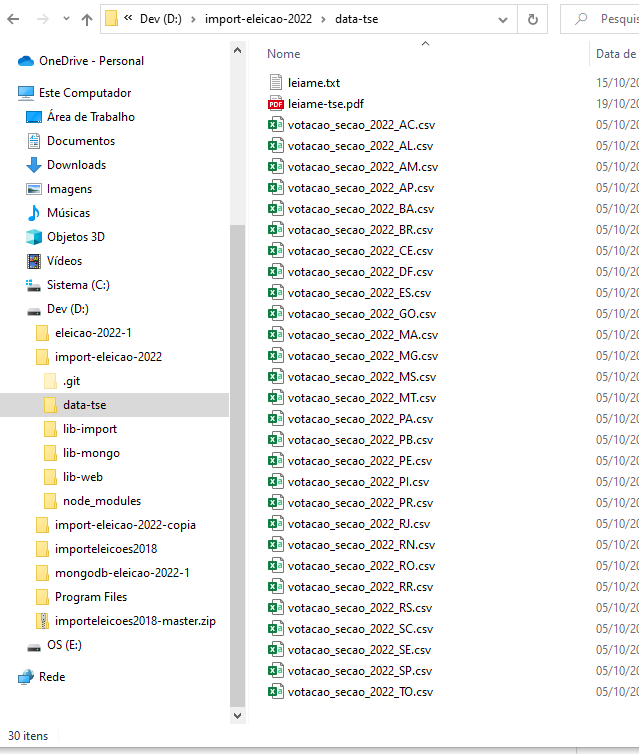 « Dev (D:) › import-eleicao-2022 › data-tse
Pesquis
OneDrive - Personal
Este Computador
Área de Trabalho
Documentos
Downloads
Imagens
Músicas
Objetos 3D
Vídeos
Sistema (C:)
Dev (D:)
eleicao-2022-1
import-eleicao-2022
.git
data-tse
lib-import
lib-mongo
lib-web
node_modules
import-eleicao-2022-copia
importeleicoes2018
mongodb-eleicao-2022-1
Program Files
importeleicoes2018-master.zip
OS (E:)
Rede
Nome Data de
leiame.txt 15/10/20
leiame-tse.pdf 19/10/20
votacao_secao_2022_AC.csv 05/10/20
votacao_secao_2022_AL.csv 05/10/20
votacao_secao_2022_AM.csv 05/10/20
votacao_secao_2022_AP.csv 05/10/20
votacao_secao_2022_BA.csv 05/10/20
votacao_secao_2022_BR.csv 05/10/20
votacao_secao_2022_CE.csv 05/10/20
votacao_secao_2022_DF.csv 05/10/20
votacao_secao_2022_ES.csv 05/10/20
votacao_secao_2022_GO.csv 05/10/20
votacao_secao_2022_MA.csv 05/10/20
votacao_secao_2022_MG.csv 05/10/20
votacao_secao_2022_MS.csv 05/10/20
votacao_secao_2022_MT.csv 05/10/20
votacao_secao_2022_PA.csv 05/10/20
votacao_secao_2022_PB.csv 05/10/20
votacao_secao_2022_PE.csv 05/10/20
votacao_secao_2022_PI.csv 05/10/20
votacao_secao_2022_PR.csv 05/10/20
votacao_secao_2022_RJ.csv 05/10/20
votacao_secao_2022_RN.csv 05/10/20
votacao_secao_2022_RO.csv 05/10/20
votacao_secao_2022_RR.csv 05/10/20
votacao_secao_2022_RS.csv 05/10/20
votacao_secao_2022_SC.csv 05/10/20
votacao_secao_2022_SE.csv 05/10/20
votacao_secao_2022_SP.csv 05/10/20
votacao_secao_2022_TO.csv 05/10/20
30 itens